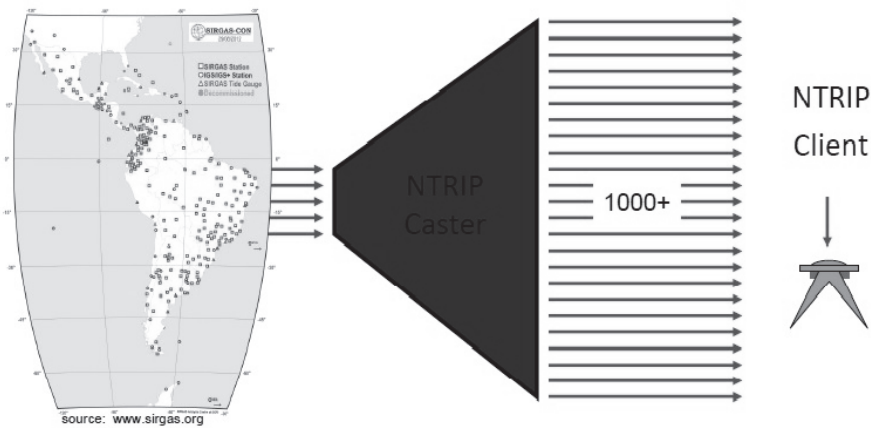 SIRGAS-CON
SIRGAS Station
IGS/IGS+ Station
SIRGAS Tide Gauge
Decommissioned
NTRIP
Caster
1000+
NTRIP
Client
source: www.sirgas.org